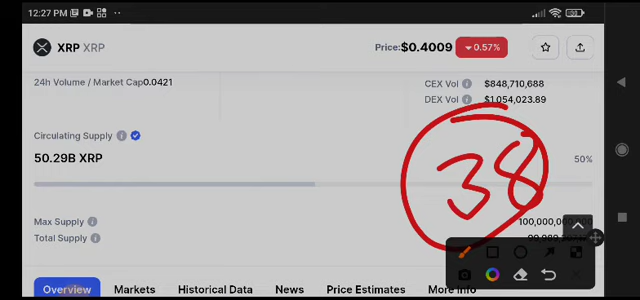 12:27 PM
XRP XRP
Price:$0.4009 0.57%
24h Volume / Market Cap0.0421
CEX Vol $848,710,688
DEX Vol $1,054,023.89
Circulating Supply
50.29B XRP
50%
38
Max Supply
Total Supply
Overview Markets Historical Data News Price Estimates More Info